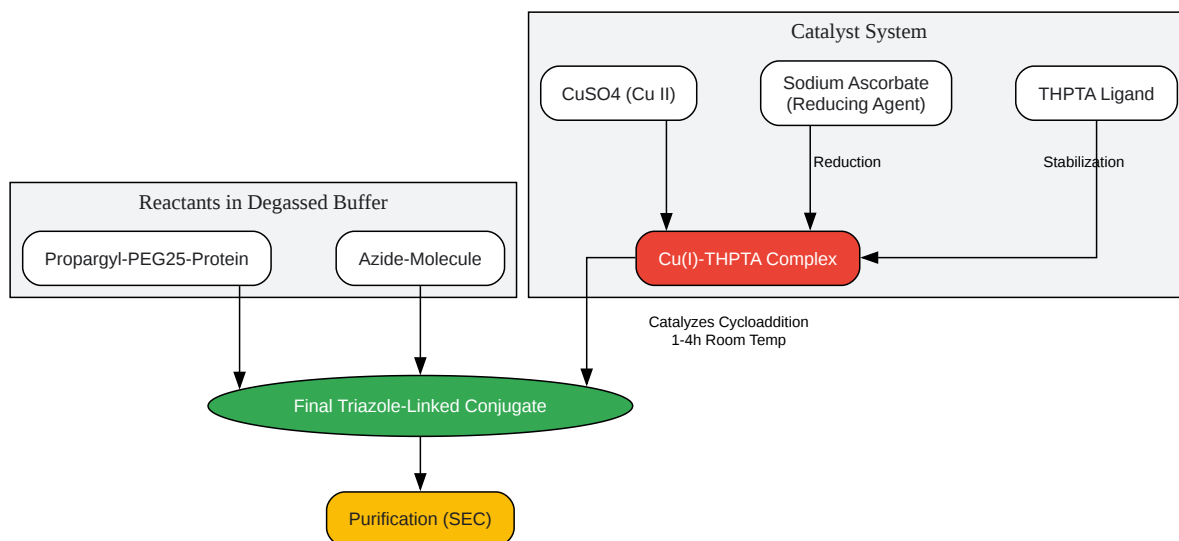 Catalyst System
CuSO4 (Cu II)
Sodium Ascorbate
(Reducing Agent)
THPTA Ligand
Reduction
Stabilization
Reactants in Degassed Buffer
Propargyl-PEG25-Protein
Azide-Molecule
Cu(I)-THPTA Complex
Catalyzes Cycloaddition
1-4h Room Temp
Final Triazole-Linked Conjugate
Purification (SEC)